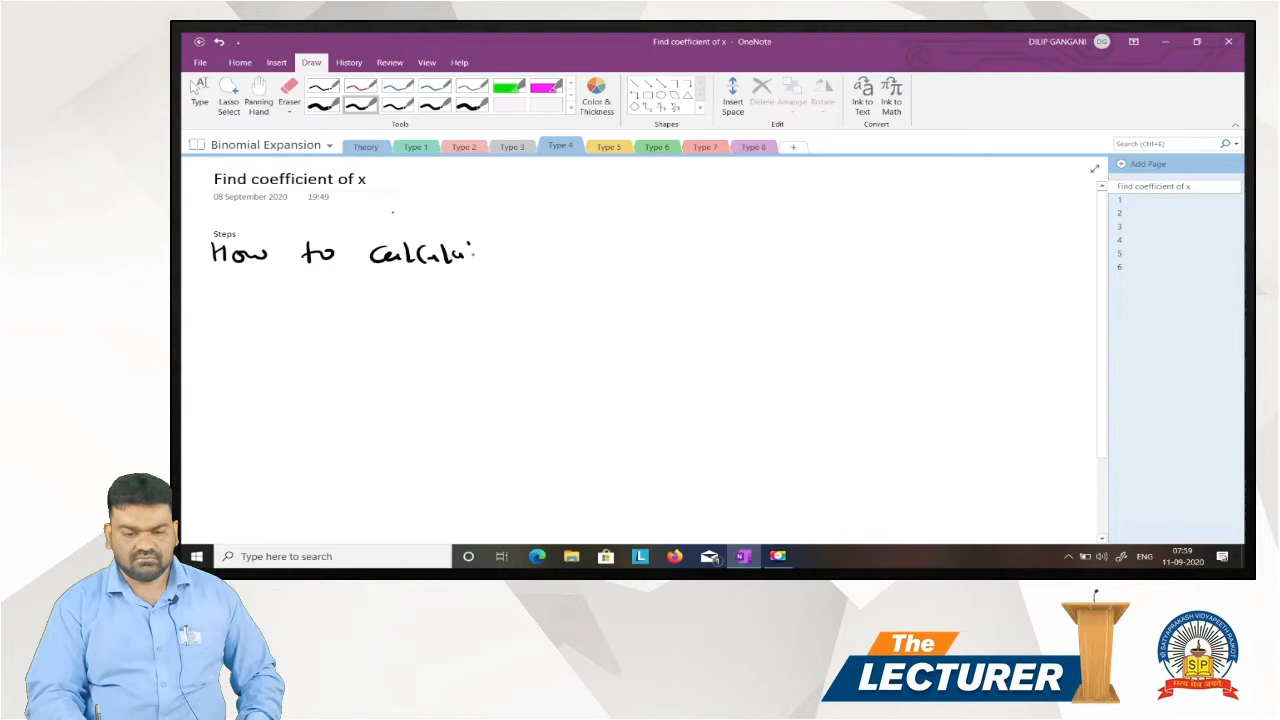 Find coefficient of x - OneNote
DILIP GANGANI
DG
File Home Insert Draw History Review View Help
Type
Lasso Select
Panning Hand
Eraser
Color & Thickness
Insert Space
Delete
Arrange
Rotate
Ink to Text
Ink to Math
Tools
Shapes
Edit
Convert
Binomial Expansion
Theory
Type 1
Type 2
Type 3
Type 4
Type 5
Type 6
Type 7
Type 8
+
Search (Ctrl+E)
Find coefficient of x
08 September 2020 19:49
Steps
How to
Add Page
Find coefficient of x
1
2
3
4
5
6
Type here to search
ENG
07:59
11-09-2020
The
LECTURER
SP